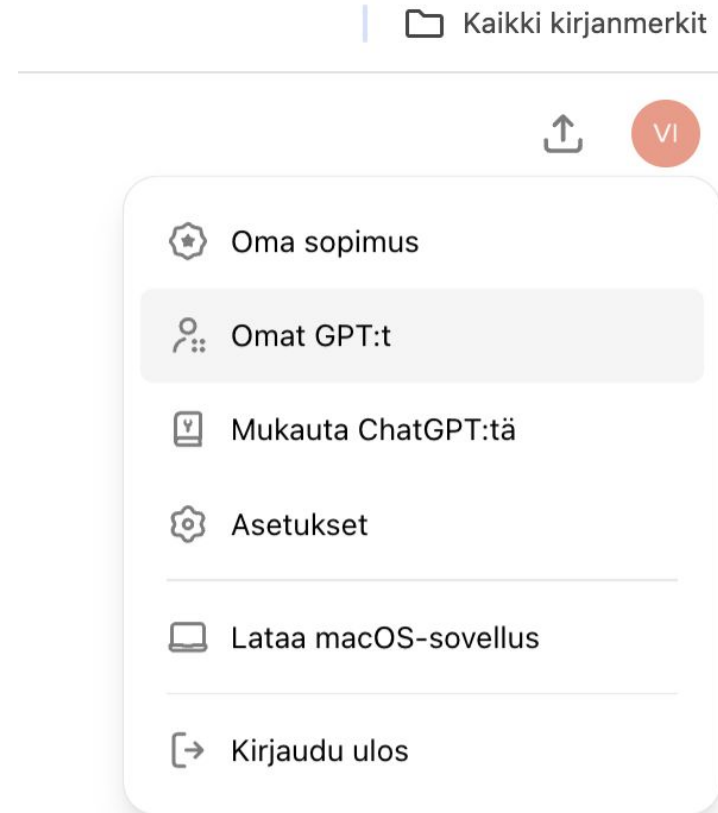 Kaikki kirjanmerkit
VI
Oma sopimus
Omat GPT:t
Mukauta ChatGPT:tä
Asetukset
Lataa macOS-sovellus
Kirjaudu ulos